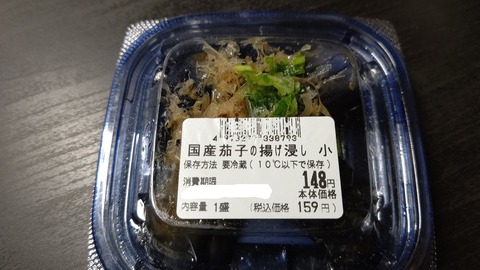 国産茄子の揚げ浸し 小
保存方法 要冷蔵(10℃以下で保存)
消費期限
148円
本体価格
内容量 1盛 (税込価格 159円)